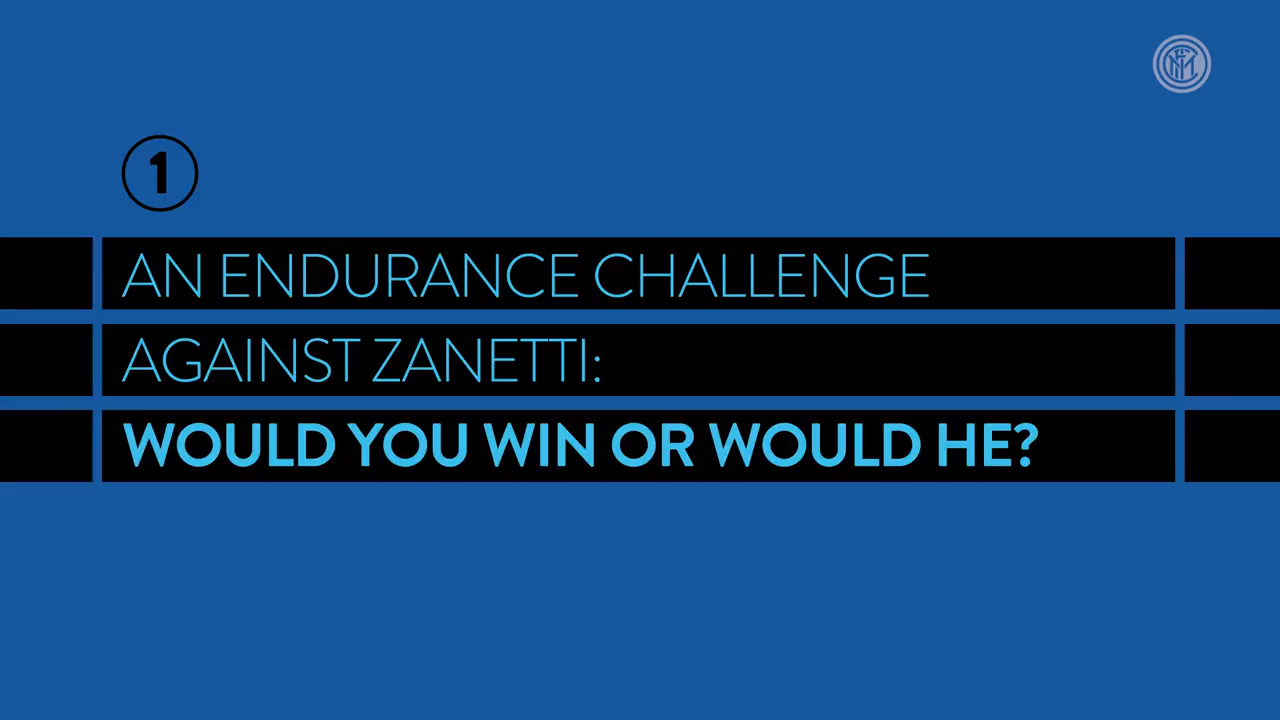 1
AN ENDURANCE CHALLENGE
AGAINST ZANETTI:
WOULD YOU WIN OR WOULD HE?